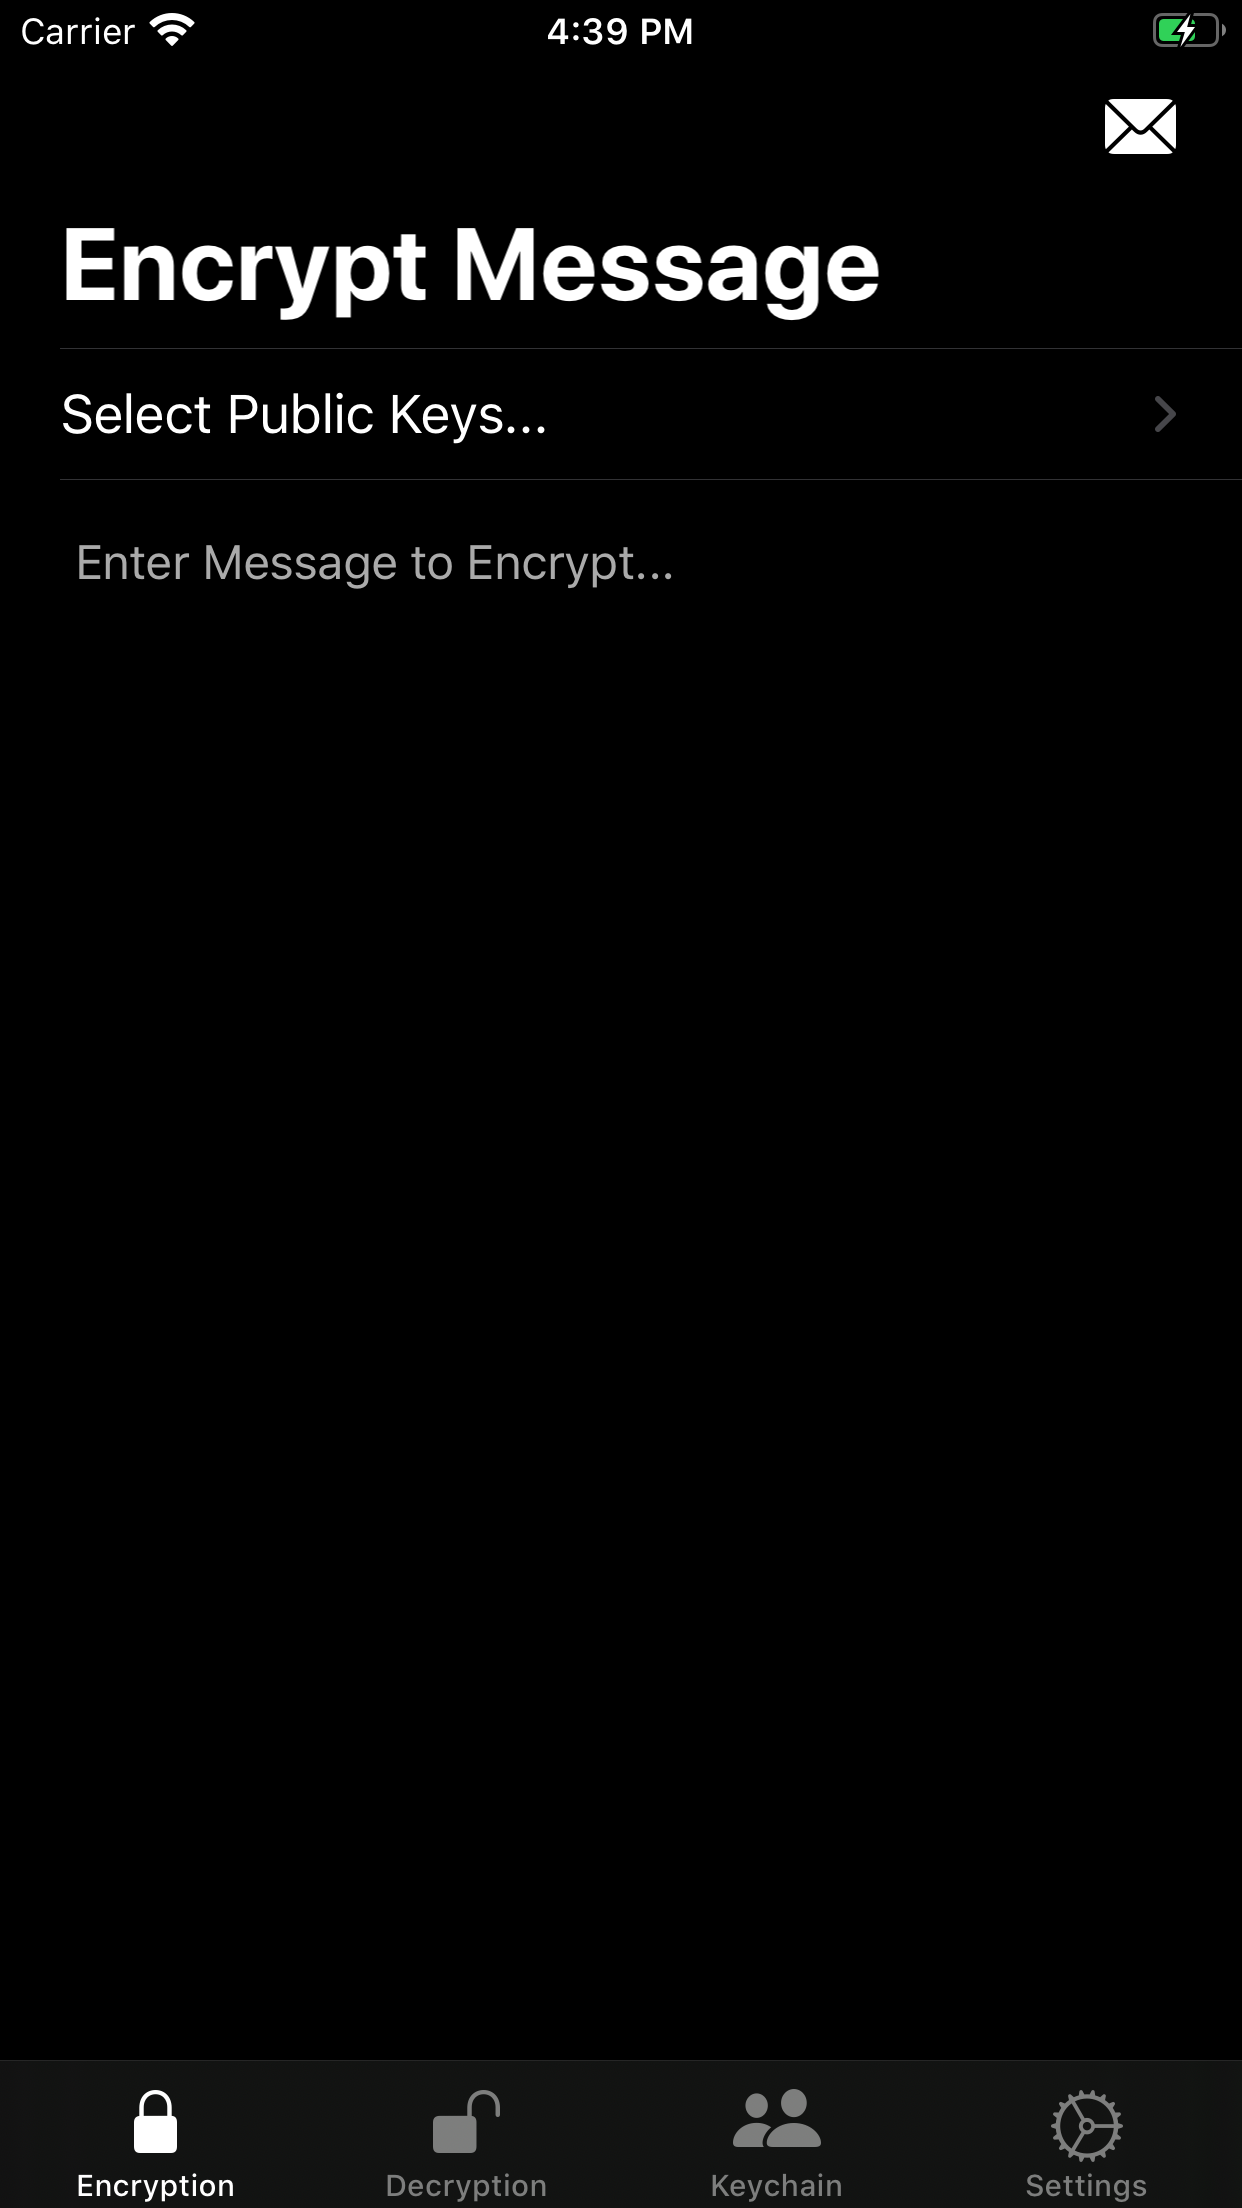 Carrier 4:39 PM
Encrypt Message
Select Public Keys...
Enter Message to Encrypt...
Encryption Decryption Keychain Settings